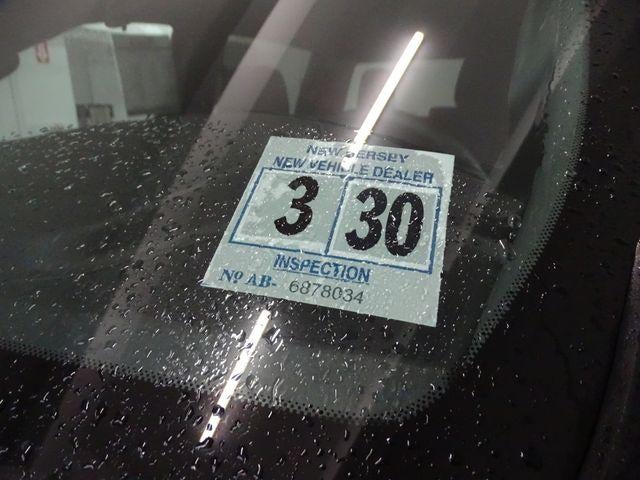 NEW JERSEY
NEW VEHICLE DEALER
3 30
INSPECTION
Nº AB- 6878034